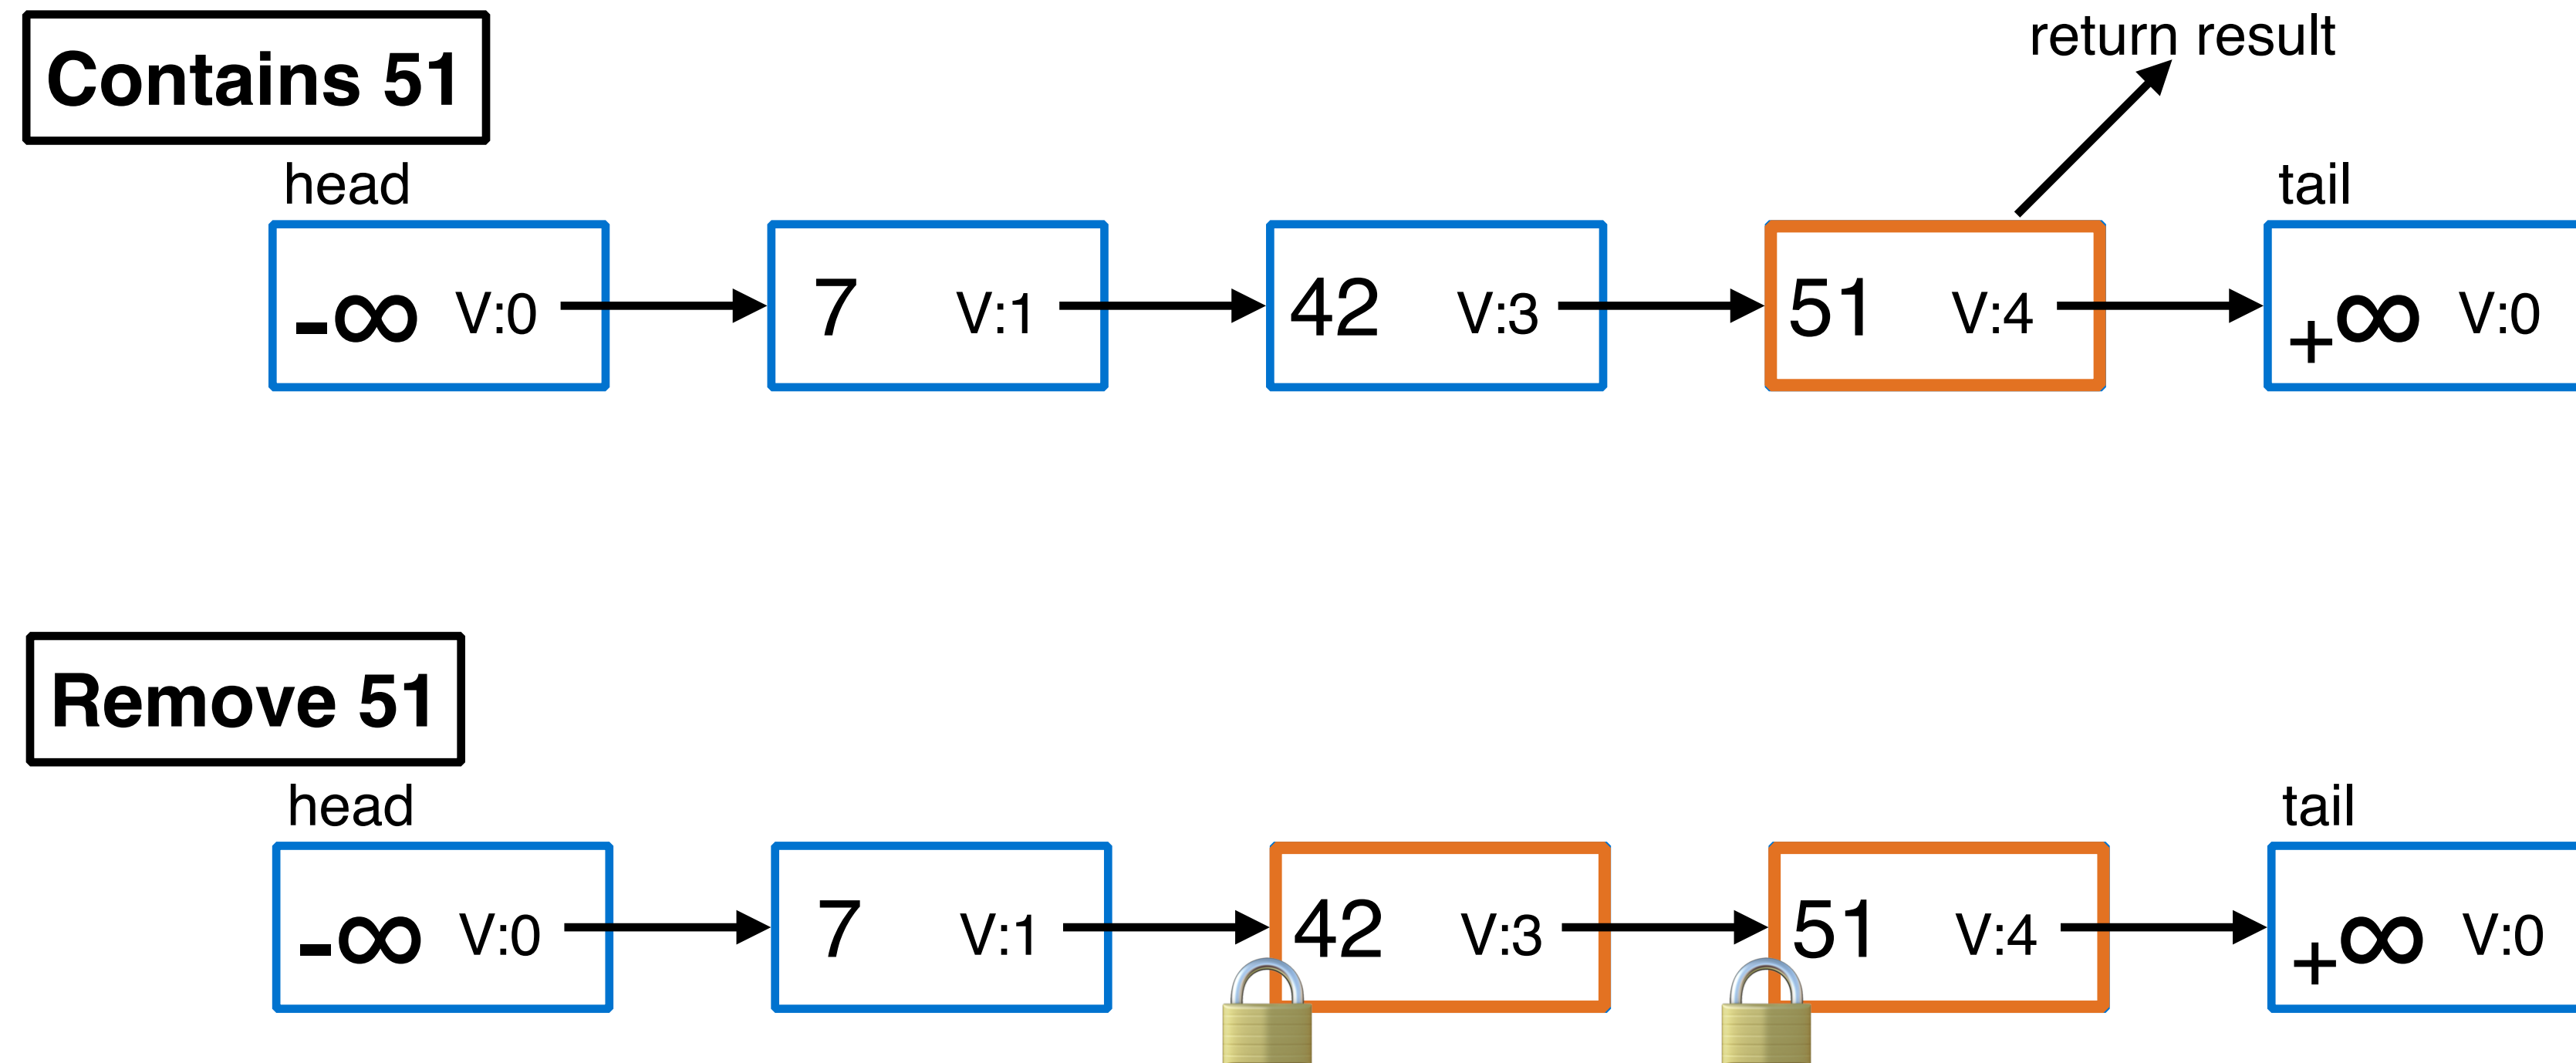 Contains 51
return result
head
tail
-∞ V:0 7 V:1 42 V:3 51 V:4 +∞ V:0
Remove 51
head
tail
-∞ V:0 7 V:1 42 V:3 51 V:4 +∞ V:0